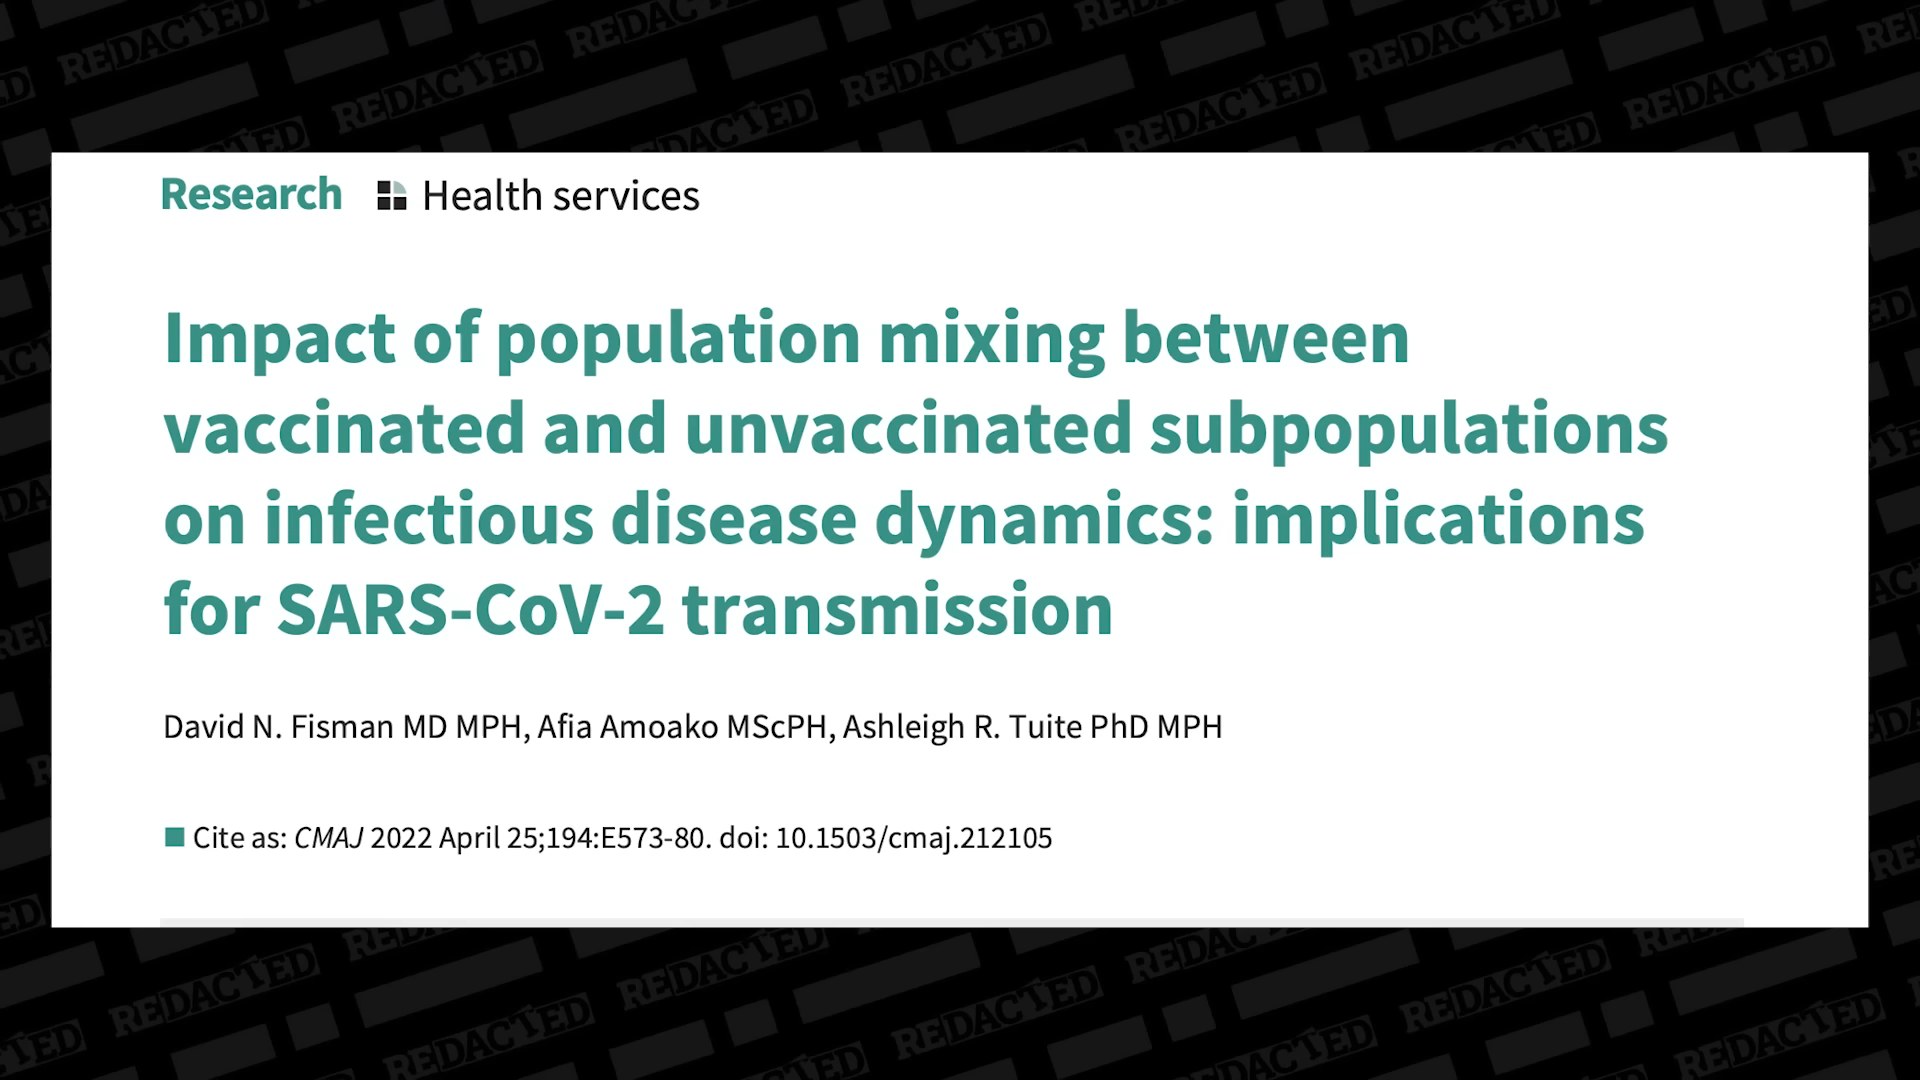 Research Health services
Impact of population mixing between
vaccinated and unvaccinated subpopulations
on infectious disease dynamics: implications
for SARS-CoV-2 transmission
David N. Fisman MD MPH, Afia Amoako MScPH, Ashleigh R. Tuite PhD MPH
Cite as: CMAJ 2022 April 25;194:E573-80. doi: 10.1503/cmaj.212105
REDACTED